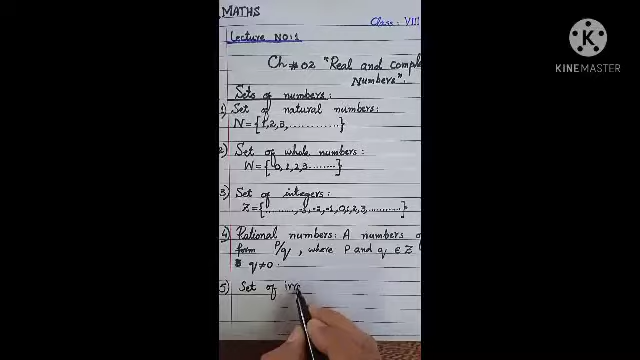 MATHS
Class: VIII
Lecture NO:1
Ch # 02 "Real and Comple
Numbers".
Sets of numbers:
1) Set of natural numbers:
N = {1,2,3,............}
2) Set of whole numbers:
W = {0,1,2,3........}
3) Set of integers:
Z = {..........,-3,-2,-1,0,1,2,3,..........}
4) Rational numbers: A numbers o
form P/q, where P and q ∈ Z
q ≠ 0.
5) Set of irra
K
KINEMASTER